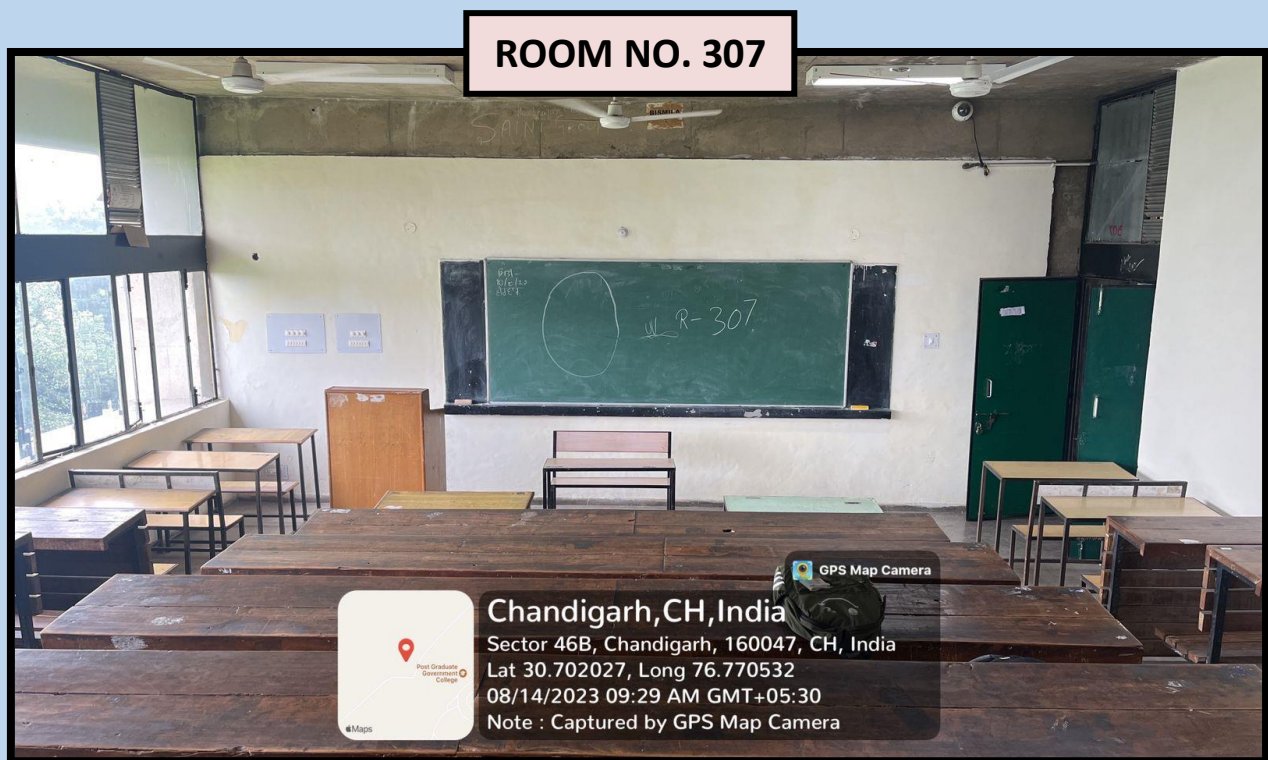 ROOM NO. 307
R-307
GPS Map Camera
Chandigarh,CH,India
Sector 46B, Chandigarh, 160047, CH, India
Lat 30.702027, Long 76.770532
08/14/2023 09:29 AM GMT+05:30
Note : Captured by GPS Map Camera
Post Graduate
Government
College
Maps